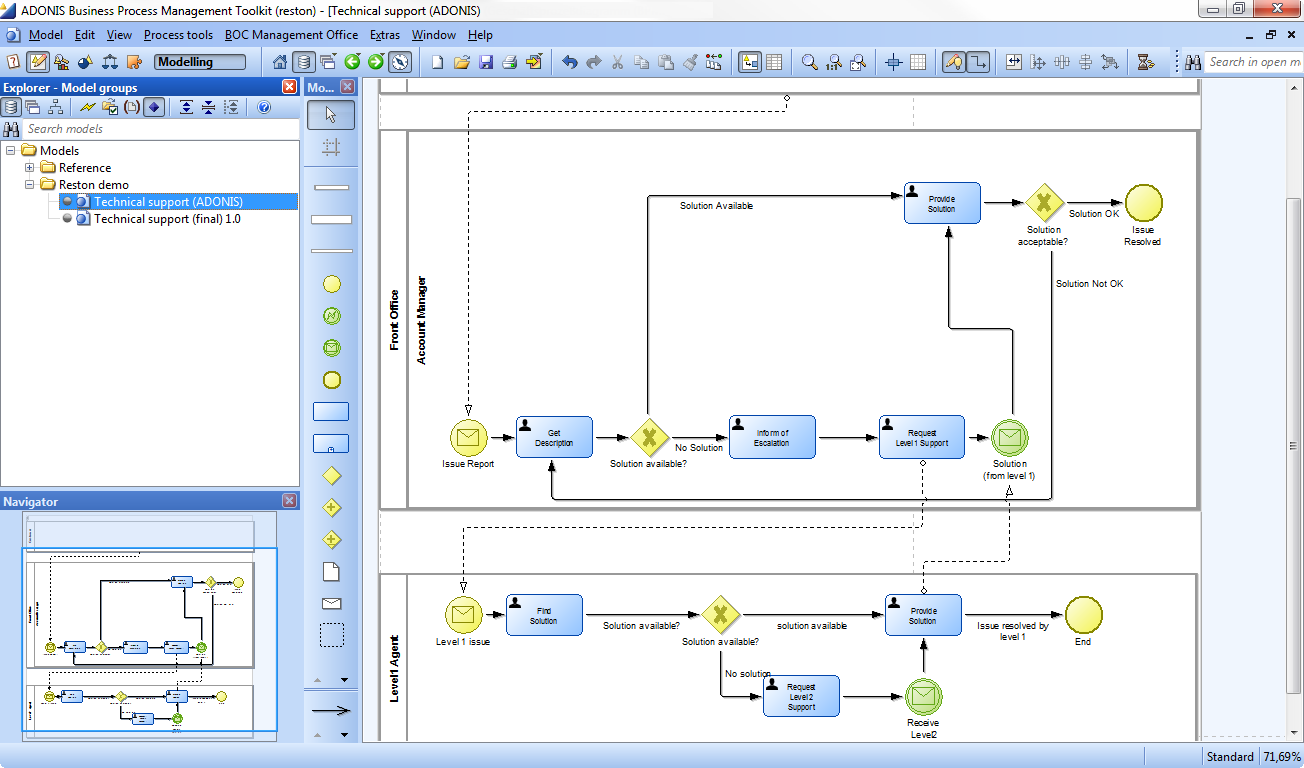 ADONIS Business Process Management Toolkit (reston) - [Technical support (ADONIS)
Model Edit View Process tools BOC Management Office Extras Window Help
Modelling
Search in open m
Explorer - Model groups
Mo...
Search models
Models
Reference
Reston demo
Technical support (ADONIS)
Technical support (final) 1.0
Navigator
Front Office
Account Manager
Solution Available
Provide
Solution
Solution
acceptable?
Solution OK
Issue
Resolved
Solution Not OK
Issue Report
Get
Description
Solution available?
No Solution
Inform of
Escalation
Request
Level1 Support
Solution
(from level 1)
Level1 Agent
Level 1 issue
Find
Solution
Solution available?
Solution available?
solution available
Provide
Solution
Issue resolved by
level 1
End
No solution
Request
Level2
Support
Receive
Level2
Standard
71,69%